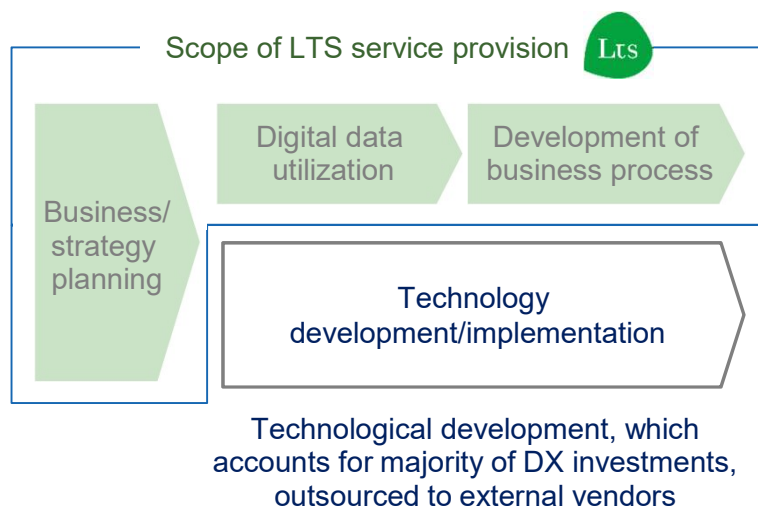 Scope of LTS service provision
Lts
Business/
strategy
planning
Digital data
utilization
Development of
business process
Technology
development/implementation
Technological development, which
accounts for majority of DX investments,
outsourced to external vendors